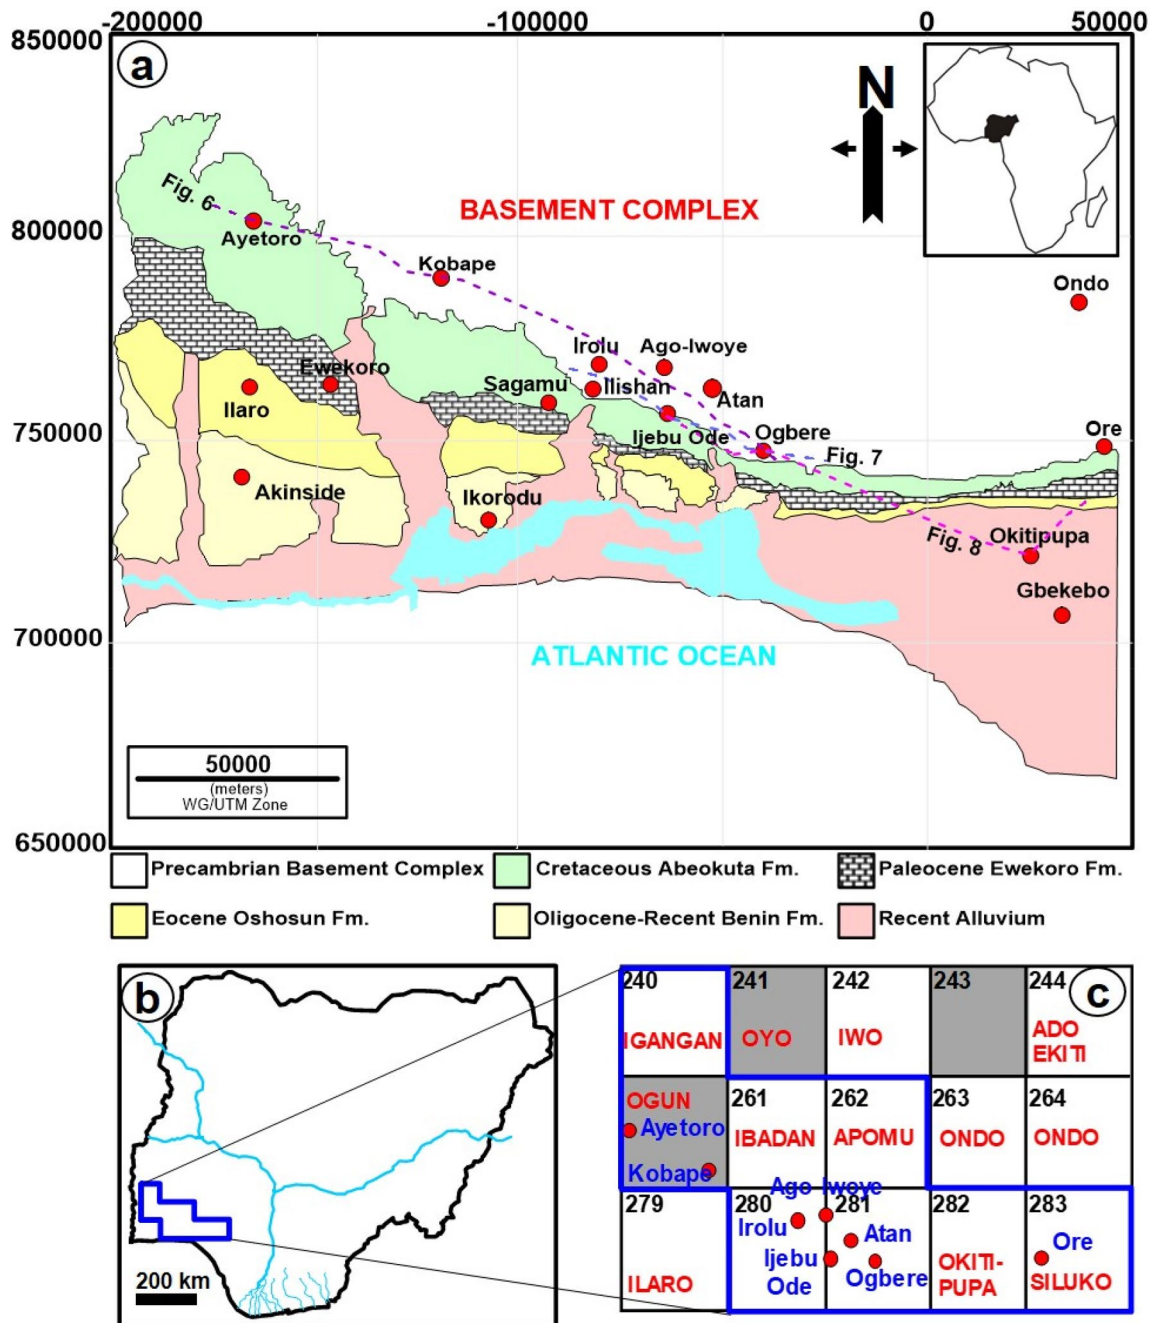 -200000 -100000 0 50000
850000
a
N
Fig. 6
BASEMENT COMPLEX
800000
Ayetoro
Kobape
Ondo
Irolu
Ago-Iwoye
Ewekoro
Sagamu
Ilishan
Atan
Ilaro
750000
Ijebu Ode
Ogbere
Ore
Fig. 7
Akinside
Ikorodu
Fig. 8
Okitipupa
Gbekebo
700000
ATLANTIC OCEAN
50000
(meters)
WG/UTM Zone
650000
Precambrian Basement Complex
Cretaceous Abeokuta Fm.
Paleocene Ewekoro Fm.
Eocene Oshosun Fm.
Oligocene-Recent Benin Fm.
Recent Alluvium
b
200 km
c
240
IGANGAN
241
OYO
242
IWO
243
244
ADO
EKITI
OGUN
Ayetoro
Kobape
261
IBADAN
262
APOMU
263
ONDO
264
ONDO
279
ILARO
Ago-Iwoye
280
Irolu
Ijebu
Ode
281
Atan
Ogbere
282
OKITI-
PUPA
283
Ore
SILUKO